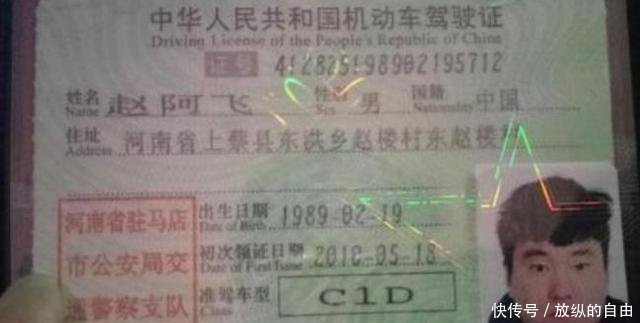 中华人民共和国机动车驾驶证
Driving License of the People's Republic of China
证号 412825198902195712
姓名 Name 赵阿飞 性别 Sex 男 国籍 Nationality 中国
住址 Address 河南省上蔡县东洪乡赵楼村东赵楼
河南省驻马店
市公安局交
通警察支队
出生日期 Date of Birth 1989-02-19
初次领证日期 Date of First Issue 2010-05-18
准驾车型 Class C1D
快传号 / 放纵的自由